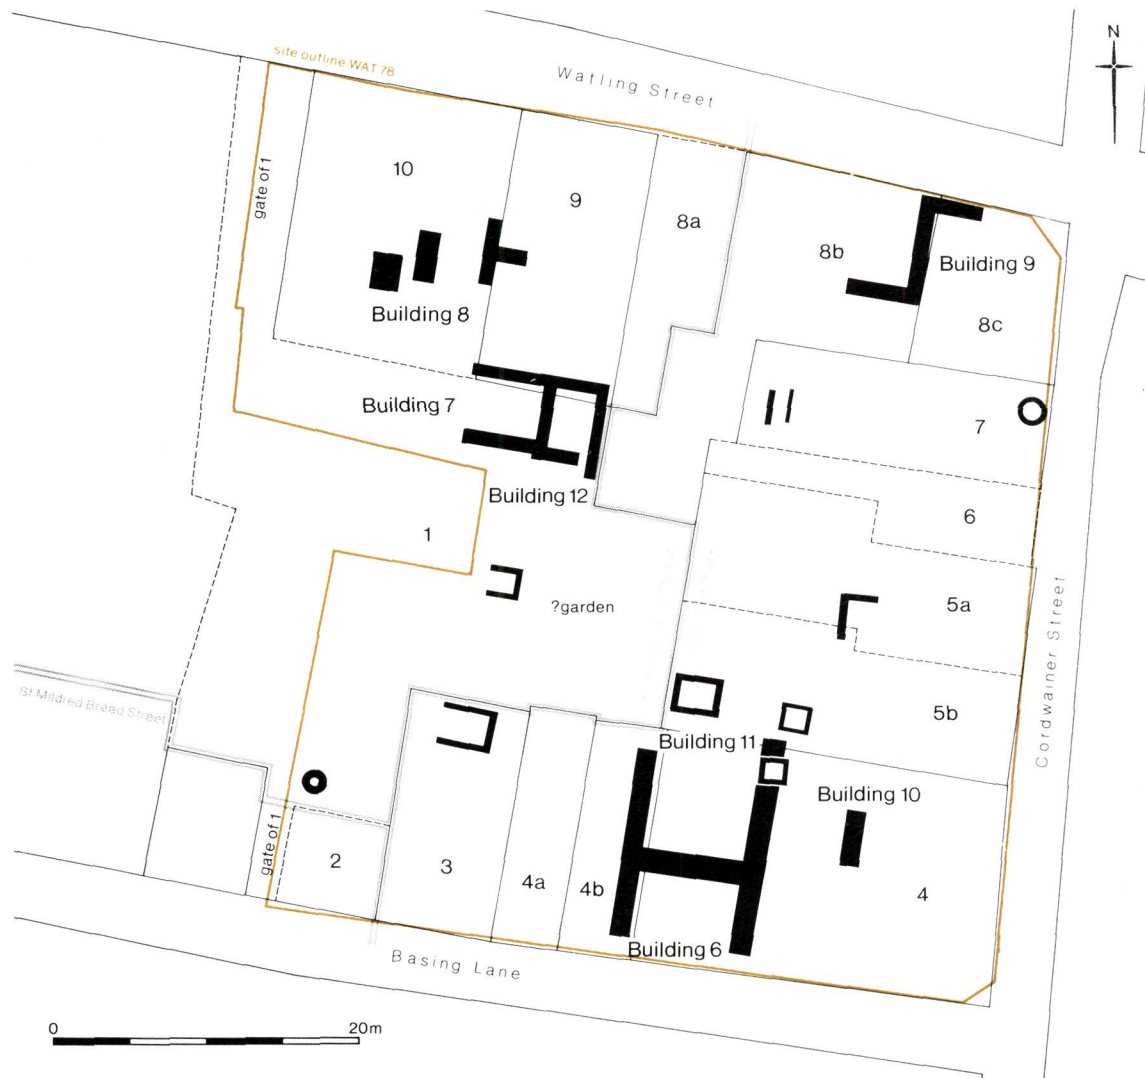 N
site outline WAT 78
Watling Street
gate of 1
10
9
8a
8b
Building 9
8c
Building 8
Building 7
7
Building 12
6
1
?garden
5a
Cordwainer Street
St Mildred Bread Street
5b
Building 11
Building 10
gate of 1
2
3
4a
4b
4
Building 6
Basing Lane
0 20m